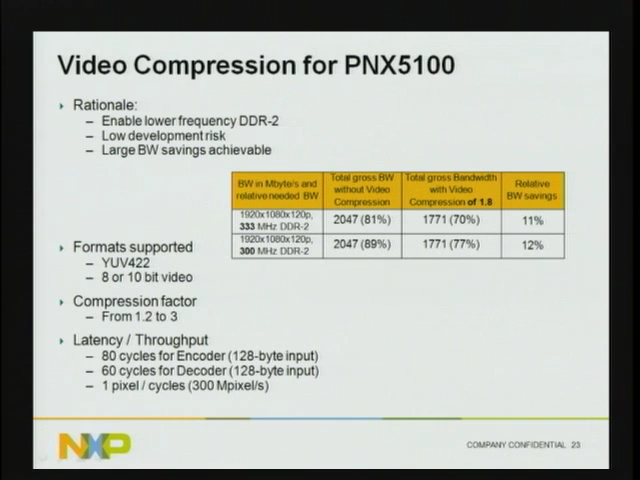 Video Compression for PNX5100
Rationale:
– Enable lower frequency DDR-2
– Low development risk
– Large BW savings achievable
BW in Mbyte/s and relative needed BW
Total gross BW without Video Compression
Total gross Bandwidth with Video Compression of 1.8
Relative BW savings
1920x1080x120p, 333 MHz DDR-2
2047 (81%)
1771 (70%)
11%
1920x1080x120p, 300 MHz DDR-2
2047 (89%)
1771 (77%)
12%
Formats supported
– YUV422
– 8 or 10 bit video
Compression factor
– From 1.2 to 3
Latency / Throughput
– 80 cycles for Encoder (128-byte input)
– 60 cycles for Decoder (128-byte input)
– 1 pixel / cycles (300 Mpixel/s)
NXP
COMPANY CONFIDENTIAL 23